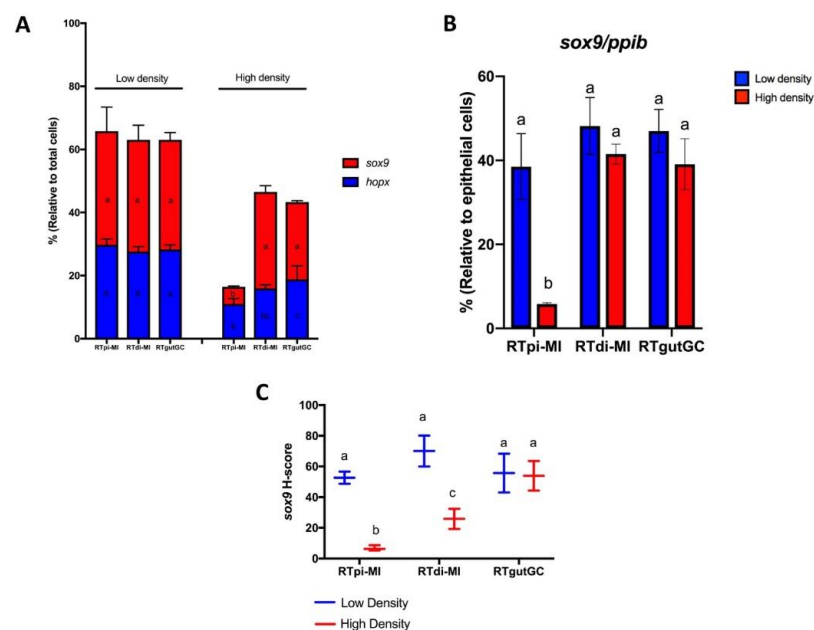 A
100
80
60
40
20
0
% (Relative to total cells)
Low density
High density
a
a
a
b
a
a
RTpi-MI
RTdi-MI
RTgutGC
RTpi-MI
RTdi-MI
RTgutGC
sox9
hopx
B
sox9/ppib
60
40
20
0
% (Relative to epithelial cells)
a
b
a
a
a
a
RTpi-MI
RTdi-MI
RTgutGC
Low density
High density
C
100
80
60
40
20
0
sox9 H-score
a
b
a
c
a
a
RTpi-MI
RTdi-MI
RTgutGC
Low Density
High Density